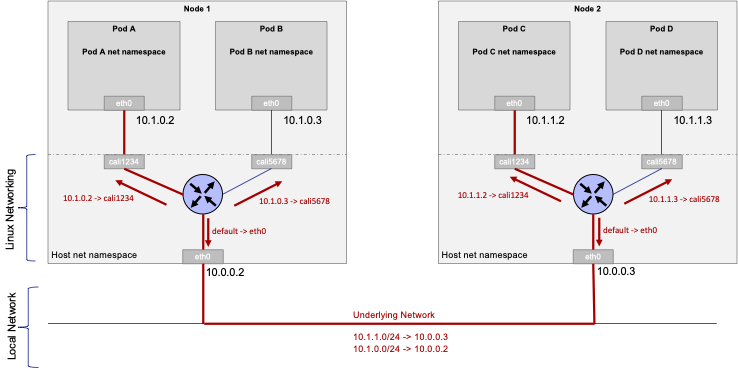 Node 1
Pod A
Pod A net namespace
eth0
10.1.0.2
Pod B
Pod B net namespace
eth0
10.1.0.3
cali1234
cali5678
10.1.0.2 -> cali1234
10.1.0.3 -> cali5678
default -> eth0
Host net namespace
eth0
10.0.0.2
Node 2
Pod C
Pod C net namespace
eth0
10.1.1.2
Pod D
Pod D net namespace
eth0
10.1.1.3
cali1234
cali5678
10.1.1.2 -> cali1234
10.1.1.3 -> cali5678
default -> eth0
Host net namespace
eth0
10.0.0.3
Linux Networking
Local Network
Underlying Network
10.1.1.0/24 -> 10.0.0.3
10.1.0.0/24 -> 10.0.0.2